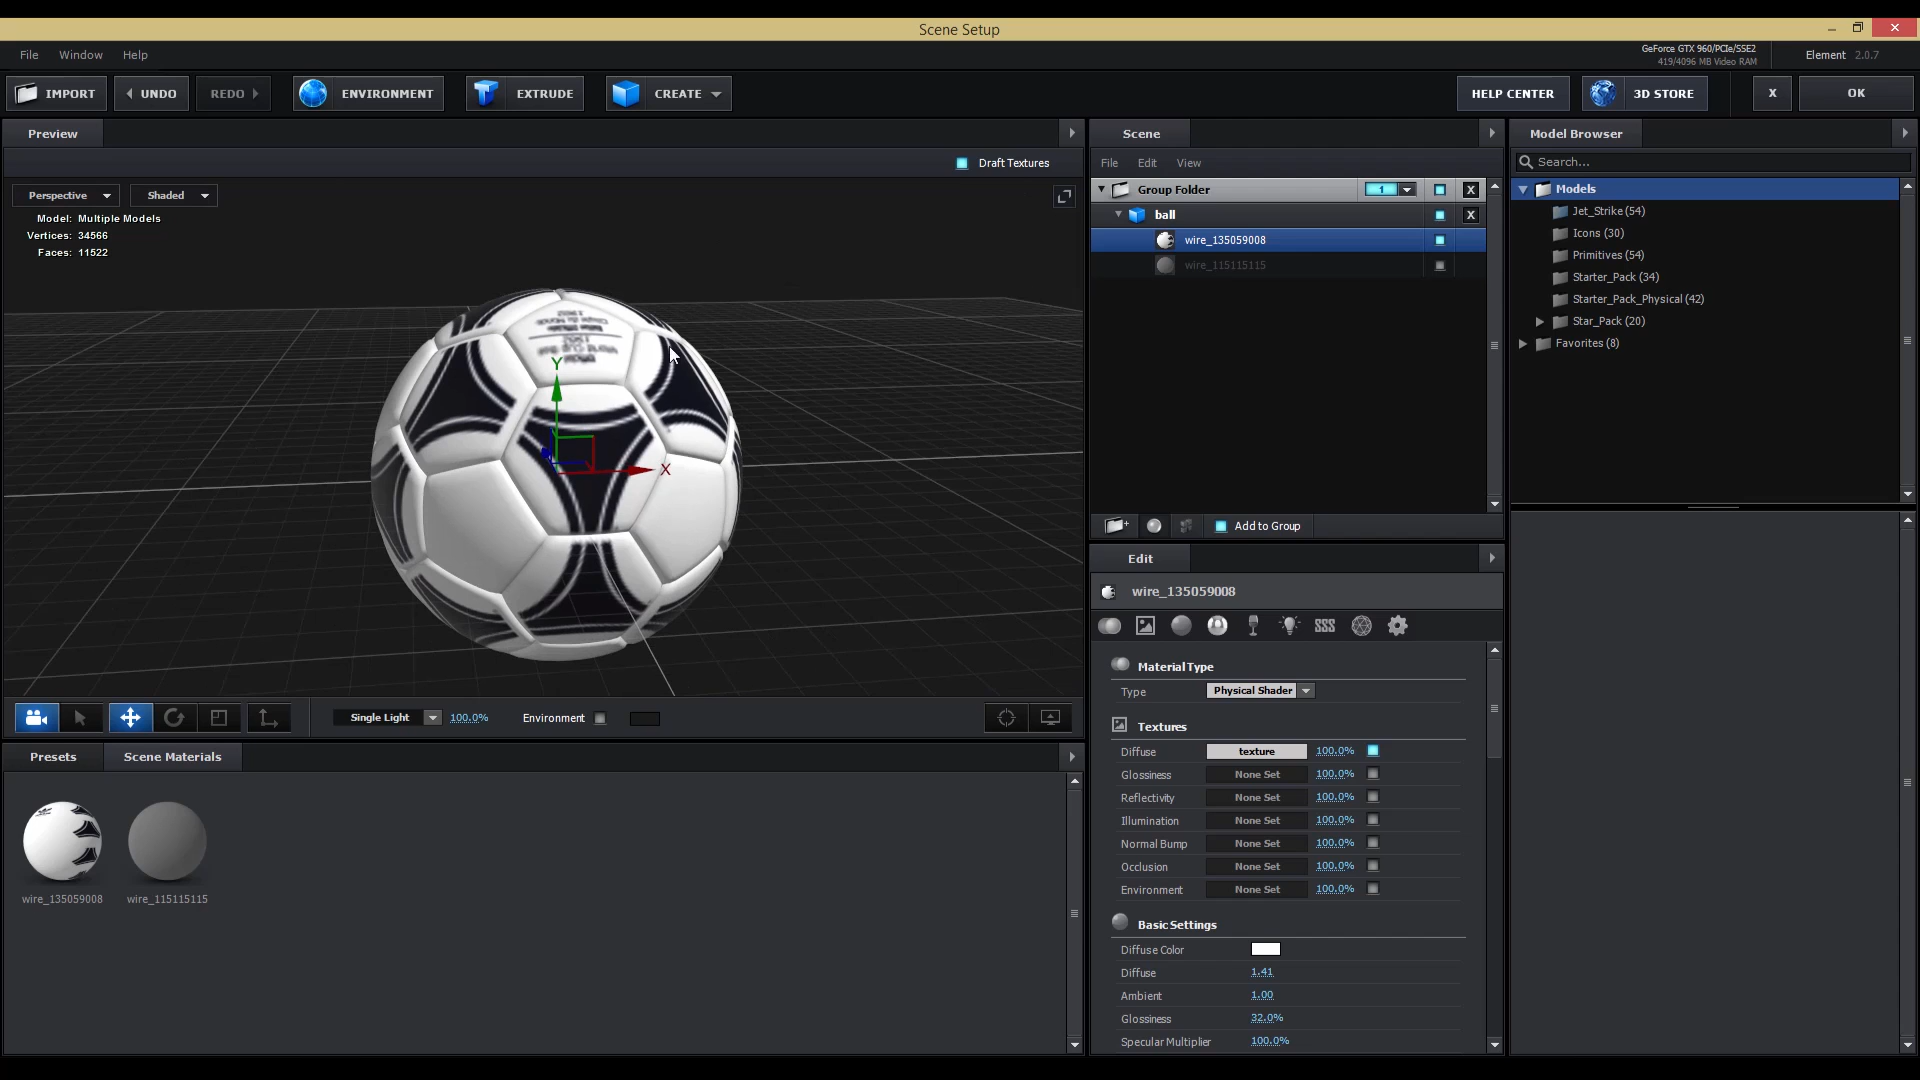 Scene Setup
File Window Help
GeForce GTX 960/PCIe/SSE2
419/4096 MB Video RAM
Element 2.0.7
IMPORT UNDO REDO ENVIRONMENT EXTRUDE CREATE HELP CENTER 3D STORE X OK
Preview
Draft Textures
Perspective Shaded
Model: Multiple Models
Vertices: 34566
Faces: 11522
Y
X
Single Light 100.0% Environment
Presets Scene Materials
wire_135059008 wire_115115115
Scene
File Edit View
Group Folder 1 X
ball X
wire_135059008
wire_115115115
Add to Group
Edit
wire_135059008
SSS
Material Type
Type Physical Shader
Textures
Diffuse texture 100.0%
Glossiness None Set 100.0%
Reflectivity None Set 100.0%
Illumination None Set 100.0%
Normal Bump None Set 100.0%
Occlusion None Set 100.0%
Environment None Set 100.0%
Basic Settings
Diffuse Color
Diffuse 1.41
Ambient 1.00
Glossiness 32.0%
Specular Multiplier 100.0%
Model Browser
Search...
Models
Jet_Strike (54)
Icons (30)
Primitives (54)
Starter_Pack (34)
Starter_Pack_Physical (42)
Star_Pack (20)
Favorites (8)